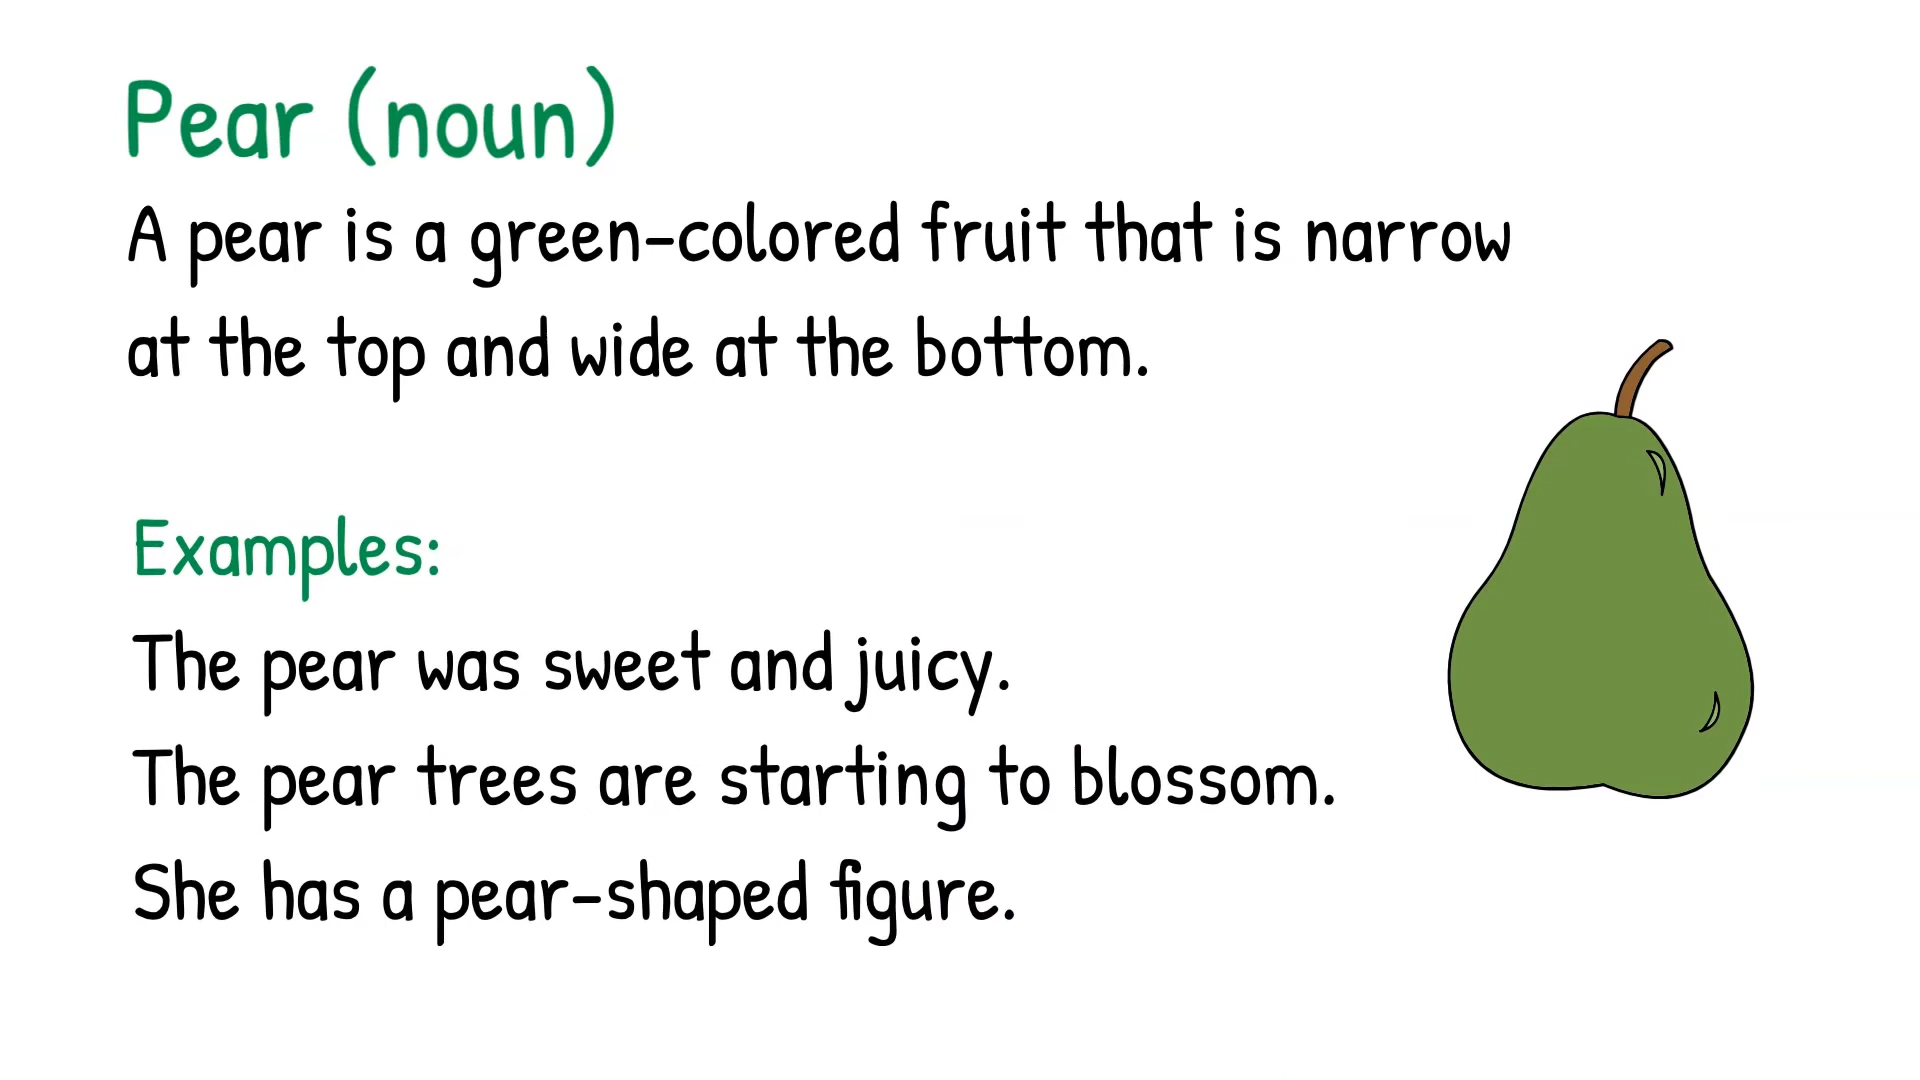 Pear (noun)
A pear is a green-colored fruit that is narrow
at the top and wide at the bottom.
Examples:
The pear was sweet and juicy.
The pear trees are starting to blossom.
She has a pear-shaped figure.